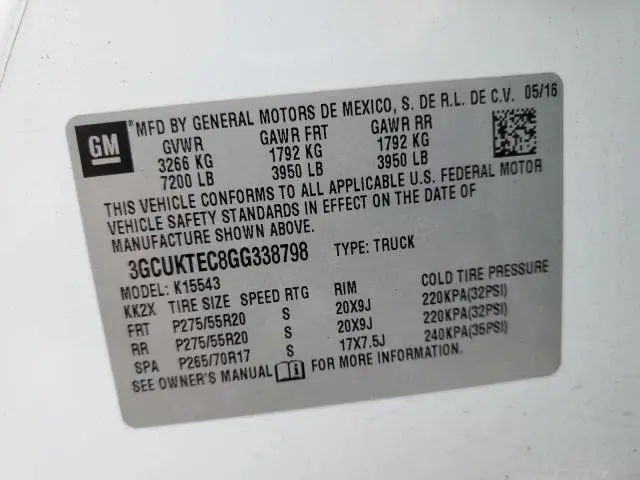 GM MFD BY GENERAL MOTORS DE MEXICO, S. DE R.L. DE C.V. 05/16
GVWR GAWR FRT GAWR RR
3266 KG 1792 KG 1792 KG
7200 LB 3950 LB 3950 LB
THIS VEHICLE CONFORMS TO ALL APPLICABLE U.S. FEDERAL MOTOR
VEHICLE SAFETY STANDARDS IN EFFECT ON THE DATE OF
MANUFACTURE SHOWN ABOVE.
3GCUKTEC8GG338798 TYPE: TRUCK
MODEL: K15543
KK2X TIRE SIZE SPEED RTG RIM COLD TIRE PRESSURE
FRT P275/55R20 S 20X9J 220KPA(32PSI)
RR P275/55R20 S 20X9J 220KPA(32PSI)
SPA P265/70R17 S 17X7.5J 240KPA(35PSI)
SEE OWNER'S MANUAL FOR MORE INFORMATION.